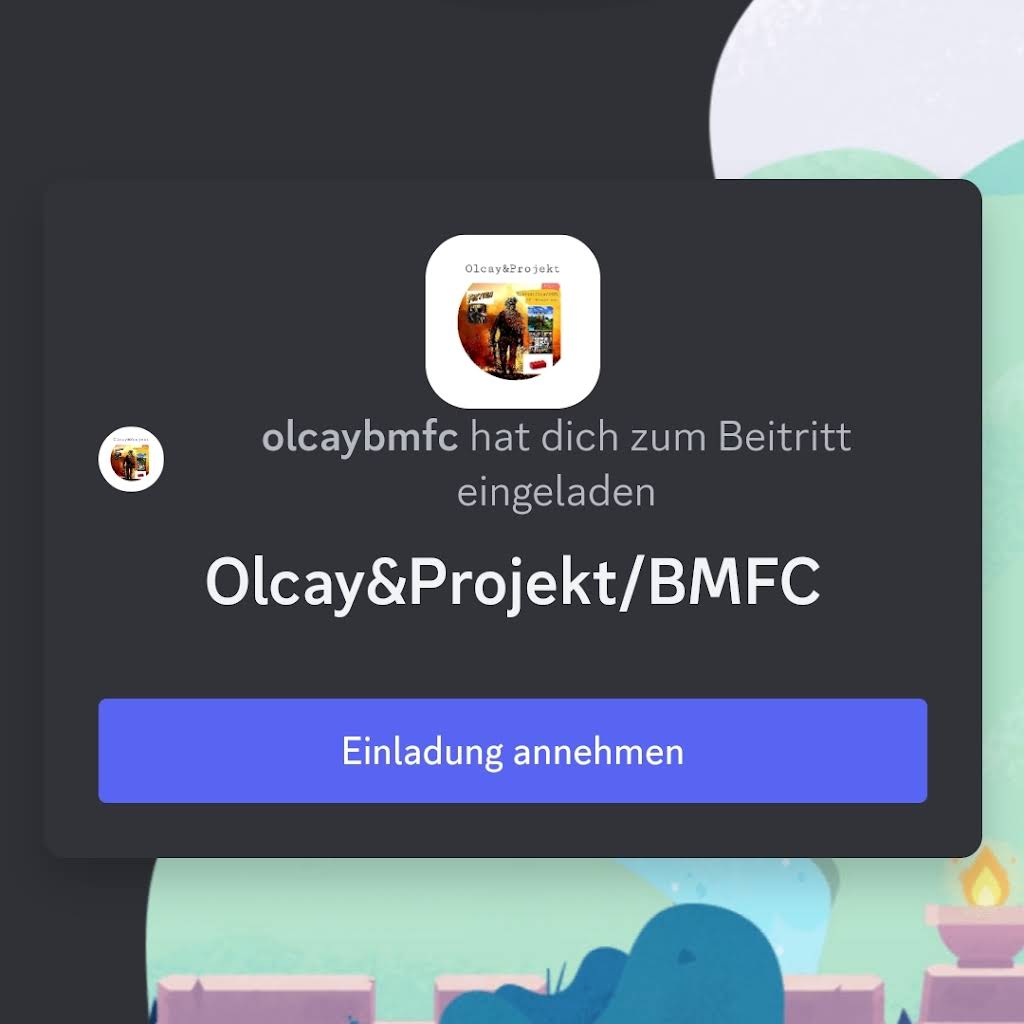 Olcay&Projekt
olcaybmfc hat dich zum Beitritt
eingeladen
Olcay&Projekt/BMFC
Einladung annehmen